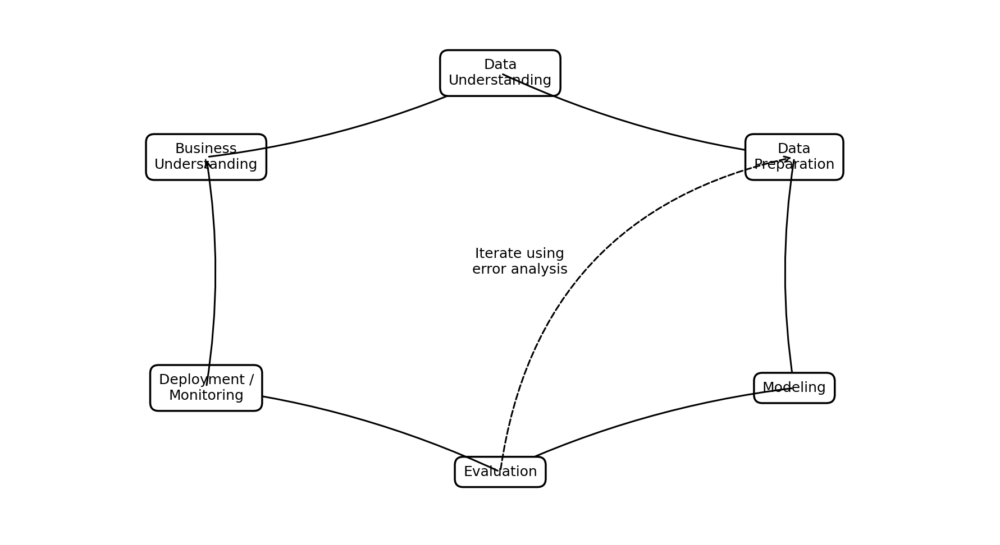 Data
Understanding
Business
Understanding
Data
Preparation
Iterate using
error analysis
Deployment /
Monitoring
Modeling
Evaluation